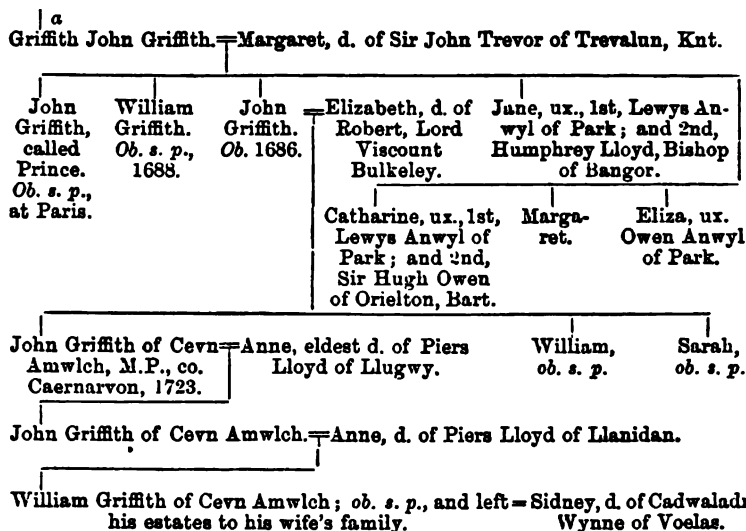 a
Griffith John Griffith.=Margaret, d. of Sir John Trevor of Trevalun, Knt.
John Griffith, called Prince. Ob. s. p., at Paris.
William Griffith. Ob. s. p., 1688.
John Griffith. Ob. 1686.
=Elizabeth, d. of Robert, Lord Viscount Bulkeley.
Jane, ux., 1st, Lewys An-
wyl of Park; and 2nd,
Humphrey Lloyd, Bishop
of Bangor.
Catharine, ux., 1st,
Lewys Anwyl of
Park; and 2nd,
Sir Hugh Owen
of Orielton, Bart.
Marga-
ret.
Eliza, ux.
Owen Anwyl
of Park.
John Griffith of Cevn=Anne, eldest d. of Piers
Amwlch, M.P., co.
Caernarvon, 1723.
Lloyd of Llugwy.
William,
ob. s. p.
Sarah,
ob. s. p.
John Griffith of Cevn Amwlch.=Anne, d. of Piers Lloyd of Llanidan.
William Griffith of Cevn Amwlch; ob. s. p., and left=Sidney, d. of Cadwaladr
his estates to his wife's family.
Wynne of Voelas.